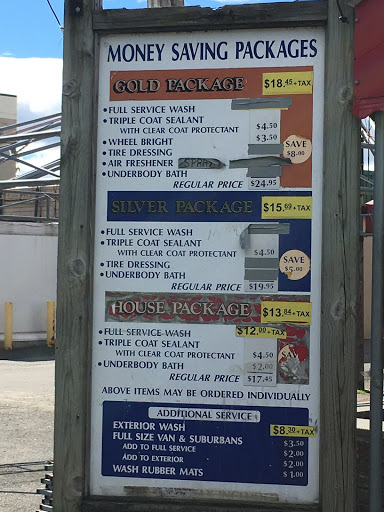 MONEY SAVING PACKAGES
GOLD PACKAGE $18.45+TAX
• FULL SERVICE WASH
• TRIPLE COAT SEALANT
WITH CLEAR COAT PROTECTANT $4.50
• WHEEL BRIGHT $3.50
• TIRE DRESSING
• AIR FRESHENER SPRAY
• UNDERBODY BATH
SAVE $8.00
REGULAR PRICE $24.95
SILVER PACKAGE $15.69+TAX
• FULL SERVICE WASH
• TRIPLE COAT SEALANT
WITH CLEAR COAT PROTECTANT $4.50
• TIRE DRESSING
• UNDERBODY BATH
SAVE $5.00
REGULAR PRICE $19.95
HOUSE PACKAGE $13.84+TAX
• FULL SERVICE WASH $12.00+TAX
• TRIPLE COAT SEALANT
WITH CLEAR COAT PROTECTANT $4.50
• UNDERBODY BATH $2.00
REGULAR PRICE $17.45
ABOVE ITEMS MAY BE ORDERED INDIVIDUALLY
ADDITIONAL SERVICE
EXTERIOR WASH $8.30+TAX
FULL SIZE VAN & SUBURBANS $3.50
ADD TO FULL SERVICE $2.00
ADD TO EXTERIOR $2.00
WASH RUBBER MATS $1.00